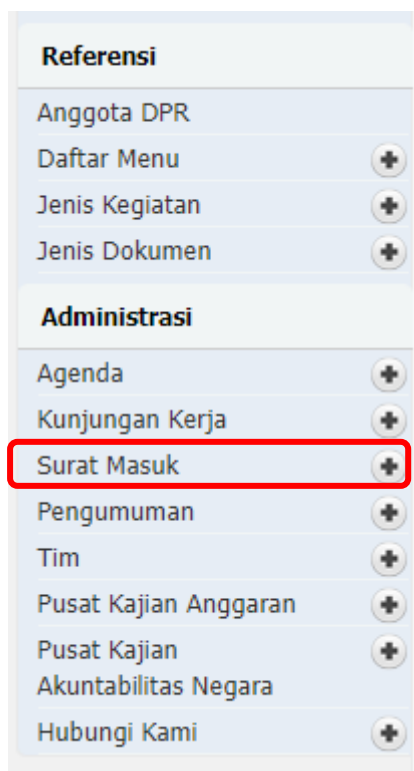 Referensi
Anggota DPR
Daftar Menu
Jenis Kegiatan
Jenis Dokumen
Administrasi
Agenda
Kunjungan Kerja
Surat Masuk
Pengumuman
Tim
Pusat Kajian Anggaran
Pusat Kajian
Akuntabilitas Negara
Hubungi Kami